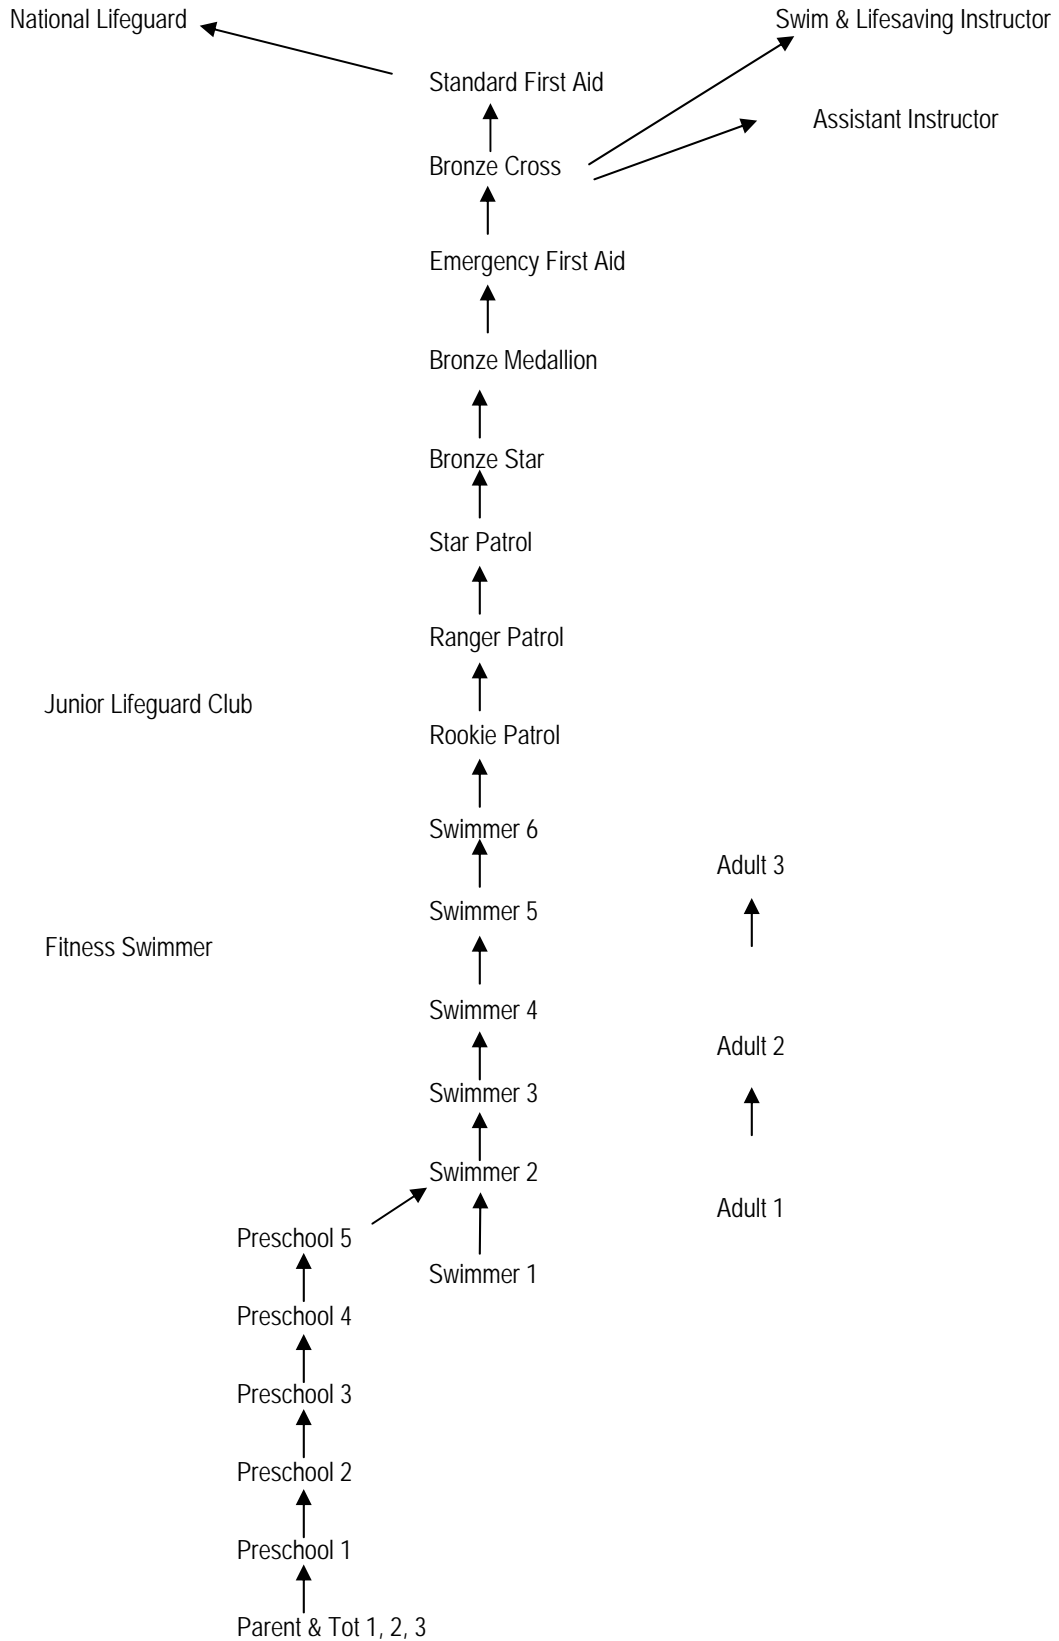 National Lifeguard
Swim & Lifesaving Instructor
Standard First Aid
Assistant Instructor
Bronze Cross
Emergency First Aid
Bronze Medallion
Bronze Star
Star Patrol
Ranger Patrol
Junior Lifeguard Club
Rookie Patrol
Swimmer 6
Adult 3
Swimmer 5
Fitness Swimmer
Swimmer 4
Adult 2
Swimmer 3
Swimmer 2
Adult 1
Preschool 5
Swimmer 1
Preschool 4
Preschool 3
Preschool 2
Preschool 1
Parent & Tot 1, 2, 3